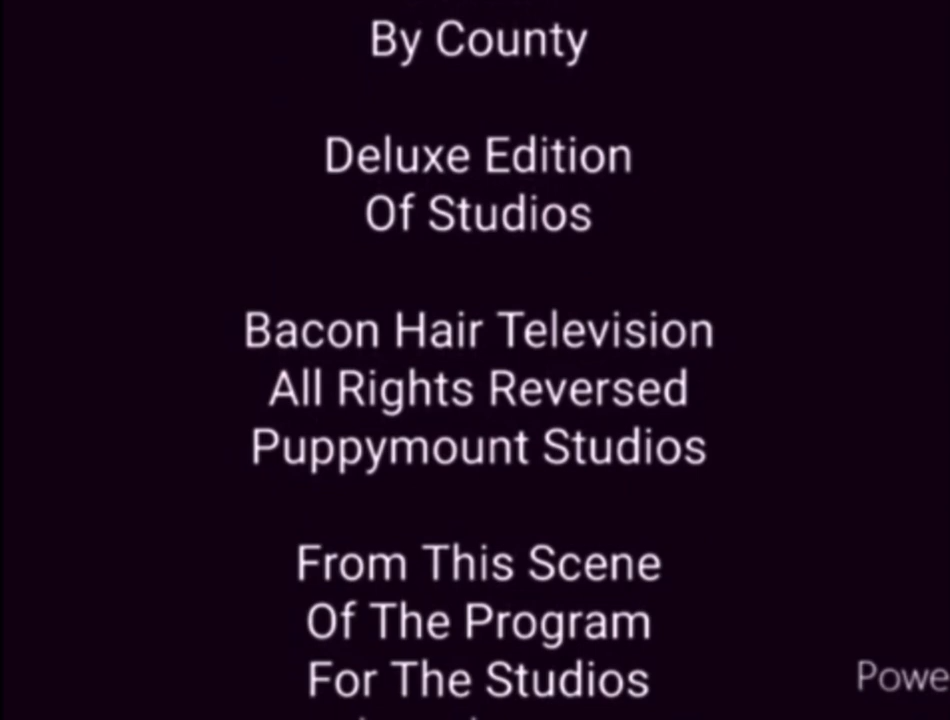 By County
Deluxe Edition
Of Studios
Bacon Hair Television
All Rights Reversed
Puppymount Studios
From This Scene
Of The Program
For The Studios
Powe